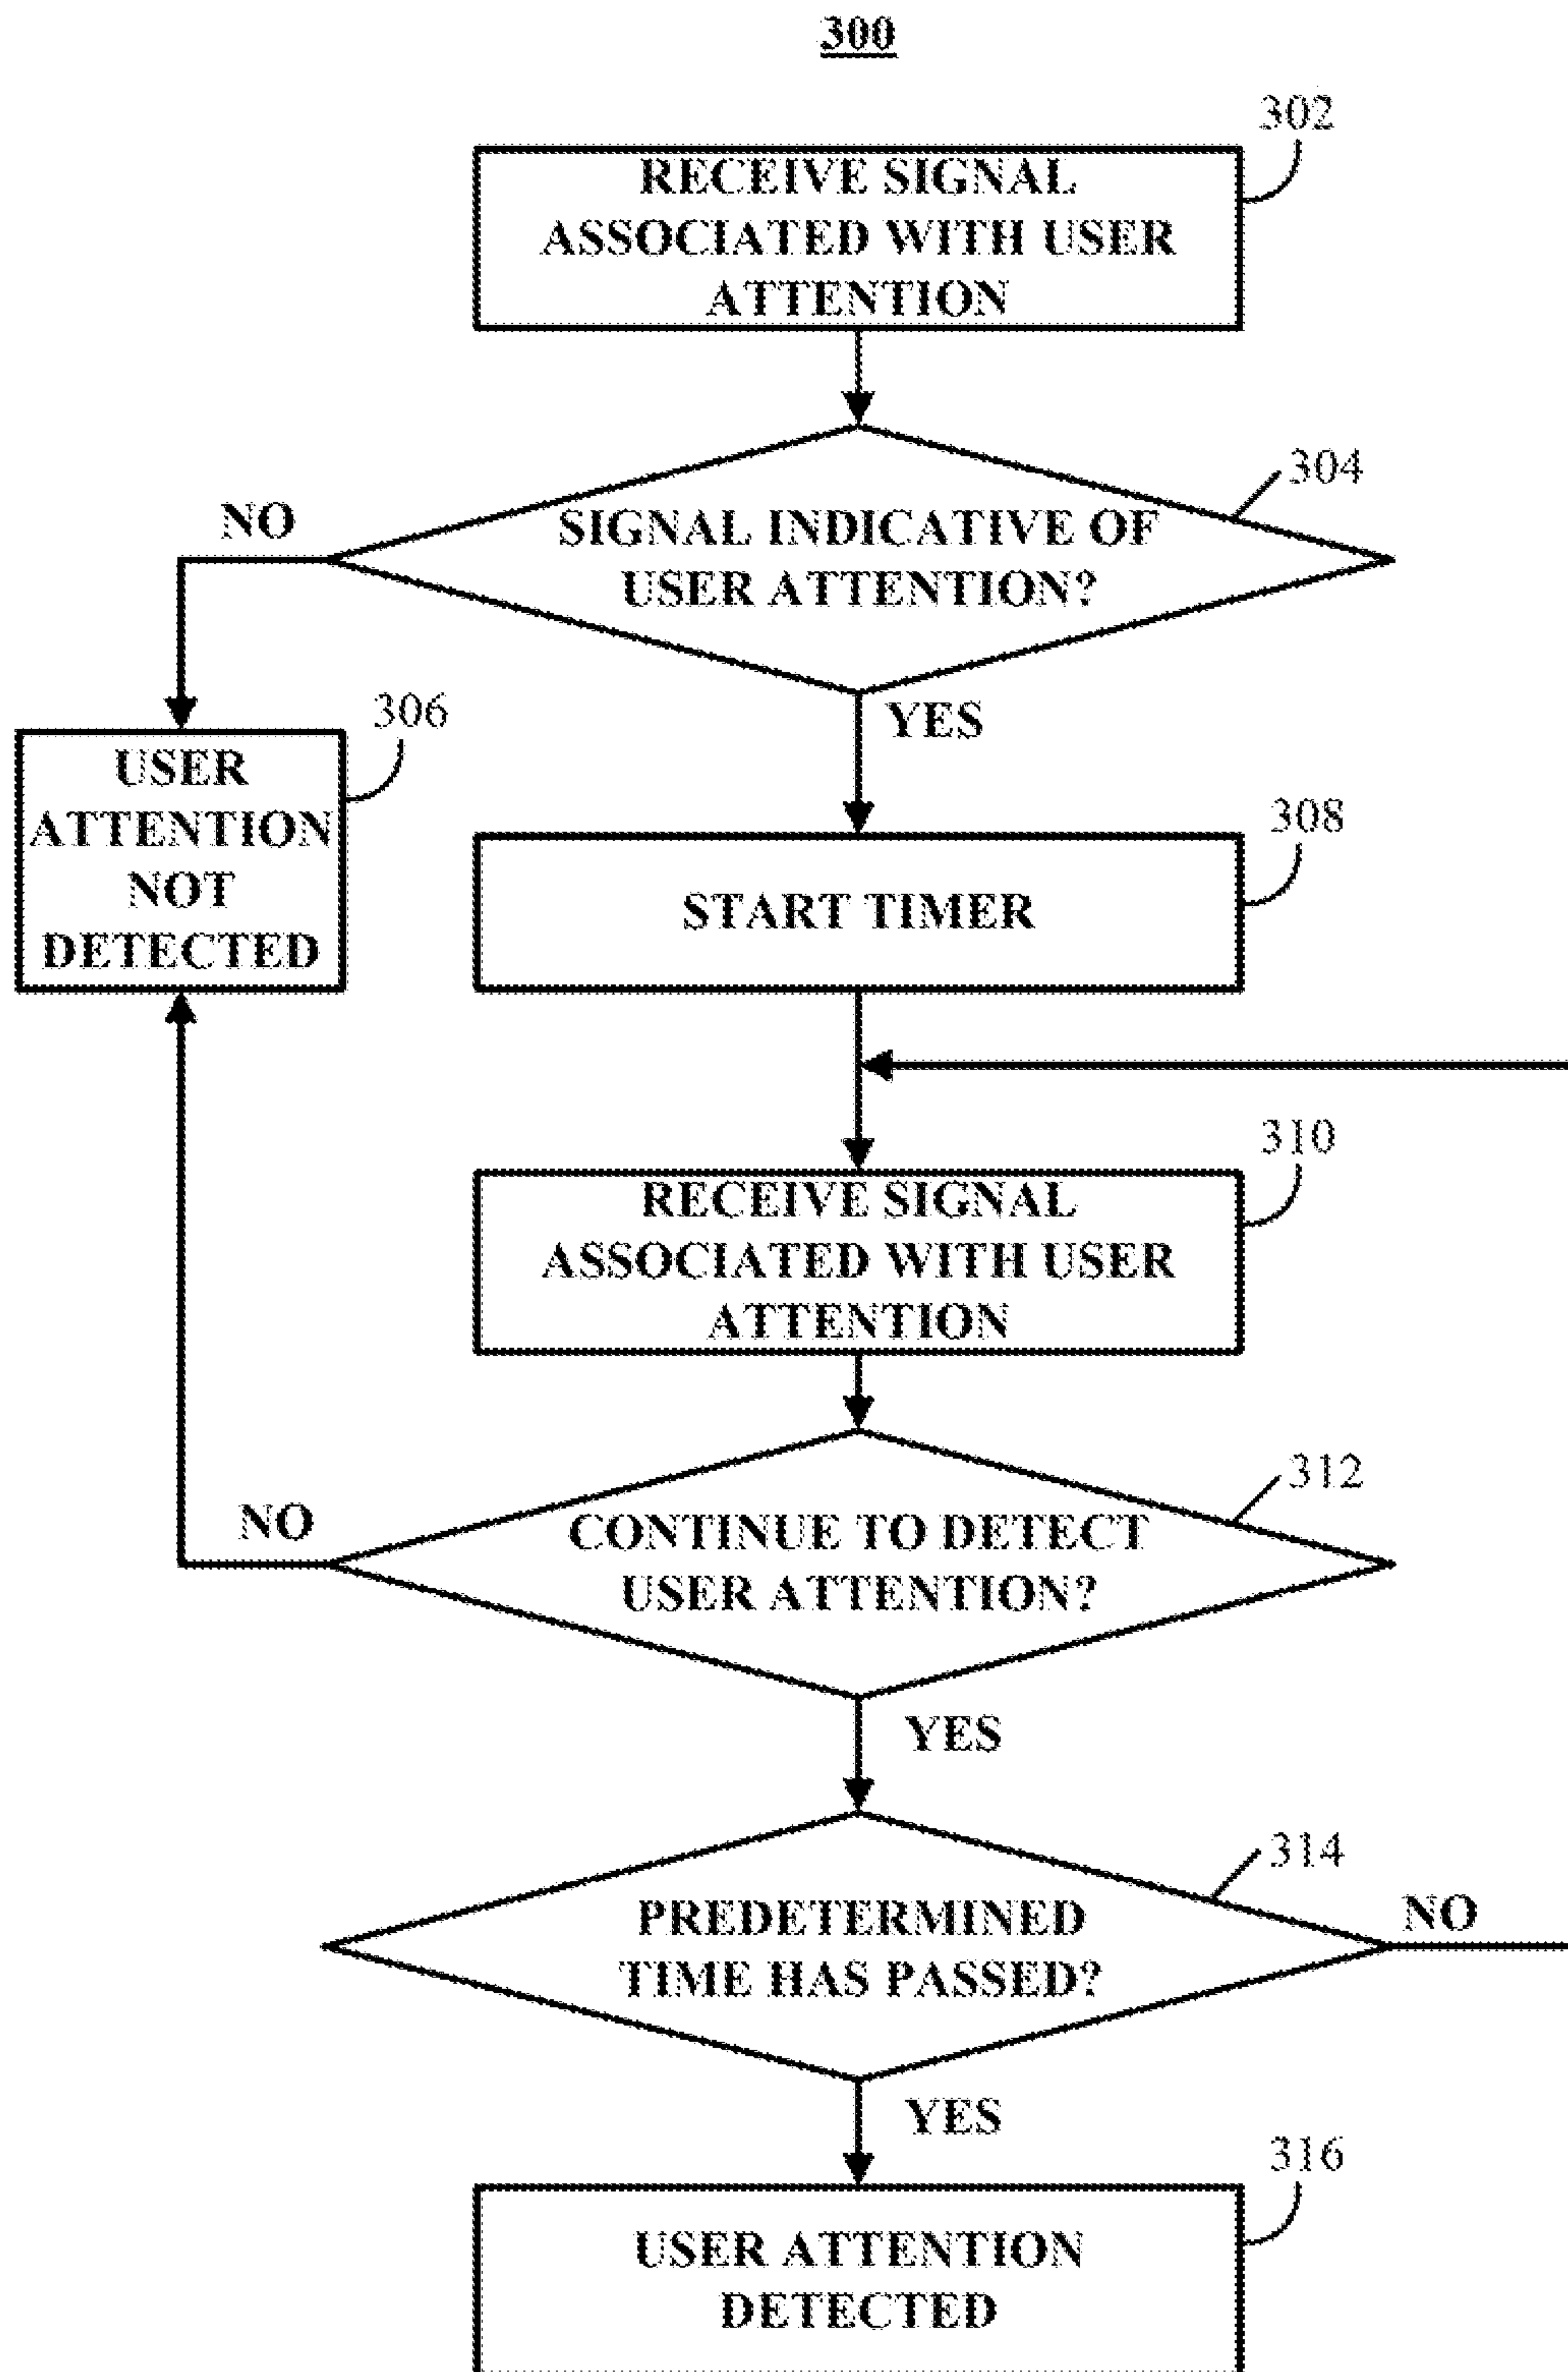 300
302
RECEIVE SIGNAL
ASSOCIATED WITH USER
ATTENTION
304
SIGNAL INDICATIVE OF
USER ATTENTION?
NO
YES
306
USER
ATTENTION
NOT
DETECTED
308
START TIMER
310
RECEIVE SIGNAL
ASSOCIATED WITH USER
ATTENTION
312
CONTINUE TO DETECT
USER ATTENTION?
NO
YES
314
PREDETERMINED
TIME HAS PASSED?
NO
YES
316
USER ATTENTION
DETECTED